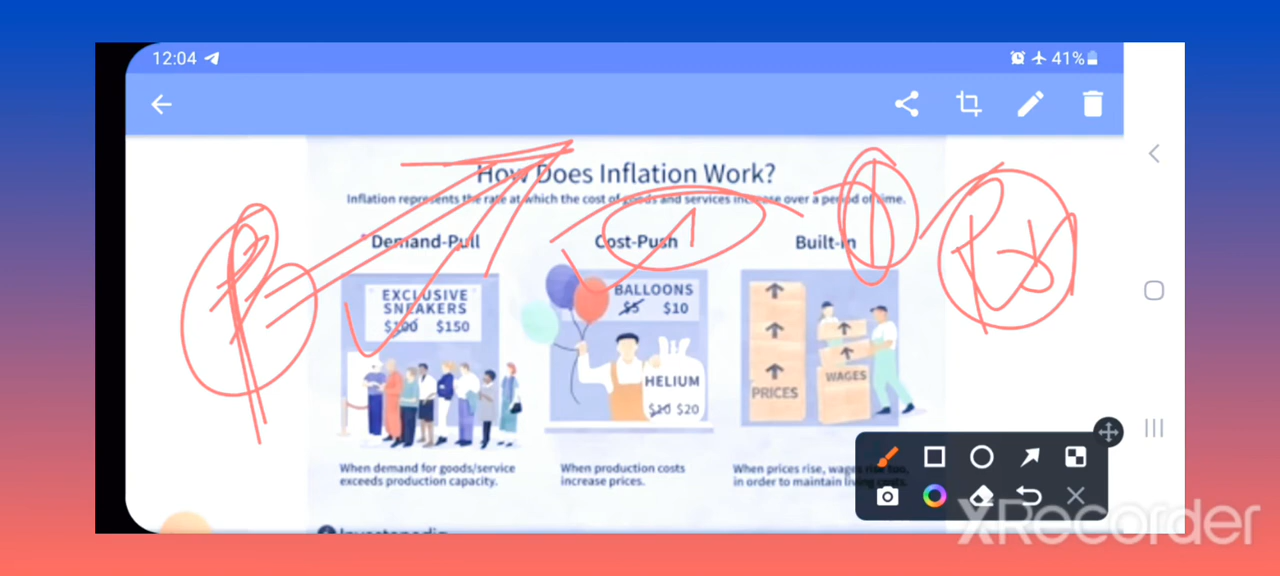 12:04 41%
How Does Inflation Work?
Inflation represents the rate at which the cost of goods and services increase over a period of time.
Demand-Pull Cost-Push Built-In
EXCLUSIVE
SNEAKERS
$100 $150
BALLOONS
$5 $10
HELIUM
$10 $20
PRICES
WAGES
When demand for goods/service
exceeds production capacity.
When production costs
increase prices.
When prices rise, wages rise too,
in order to maintain living costs.
Investopedia
XRecorder